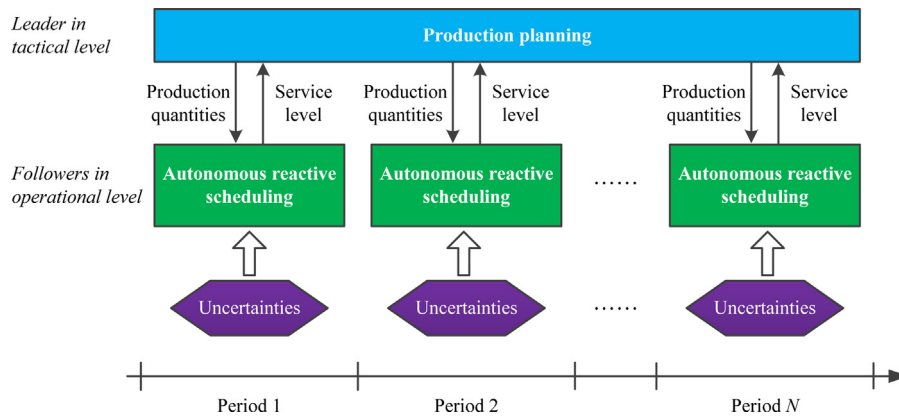 Leader in
tactical level
Production planning
Production
quantities
Service
level
Production
quantities
Service
level
Production
quantities
Service
level
Followers in
operational level
Autonomous reactive
scheduling
Autonomous reactive
scheduling
……
Autonomous reactive
scheduling
Uncertainties
Uncertainties
……
Uncertainties
Period 1
Period 2
Period N